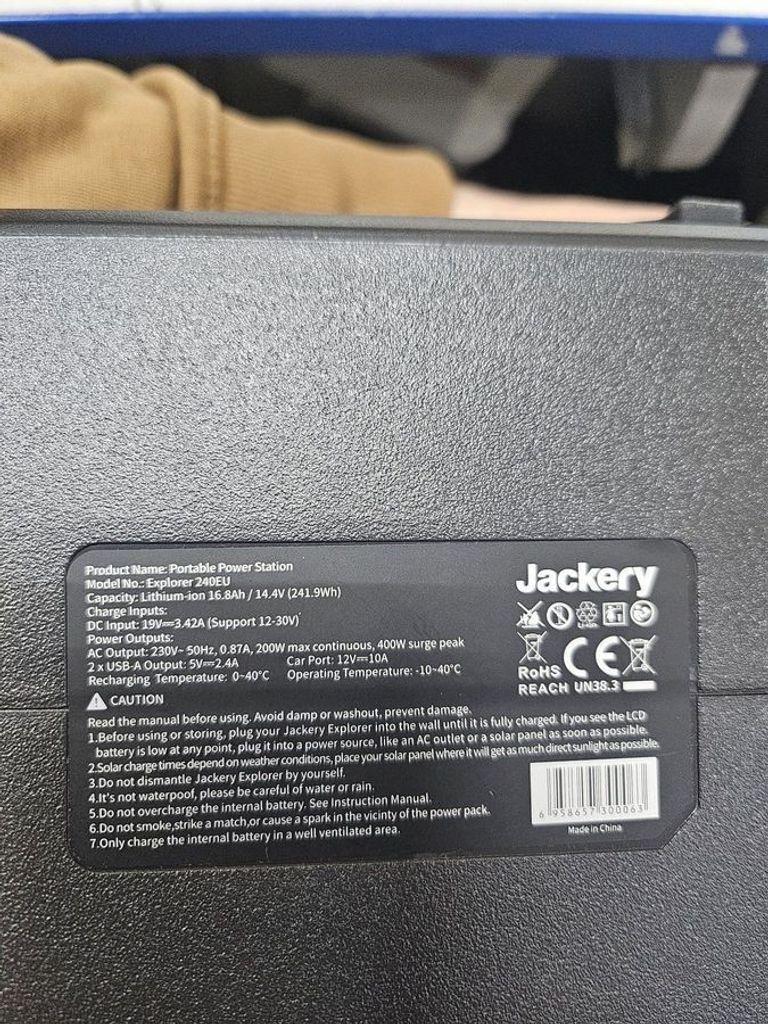 Product Name: Portable Power Station
Model No.: Explorer 240EU
Capacity: Lithium-ion 16.8Ah / 14.4V (241.9Wh)
Charge Inputs:
DC Input: 19V⎓3.42A (Support 12-30V)
Power Outputs:
AC Output: 230V~ 50Hz, 0.87A, 200W max continuous, 400W surge peak
2 x USB-A Output: 5V⎓2.4A Car Port: 12V⎓10A
Recharging Temperature: 0~40°C Operating Temperature: -10~40°C
Jackery
CE
RoHS
REACH UN38.3
CAUTION
Read the manual before using. Avoid damp or washout, prevent damage.
1.Before using or storing, plug your Jackery Explorer into the wall until it is fully charged. If you see the LCD
battery is low at any point, plug it into a power source, like an AC outlet or a solar panel as soon as possible.
2.Solar charge times depend on weather conditions, place your solar panel where it will get as much direct sunlight as possible.
3.Do not dismantle Jackery Explorer by yourself.
4.It's not waterpoof, please be careful of water or rain.
5.Do not overcharge the internal battery. See Instruction Manual.
6.Do not smoke,strike a match,or cause a spark in the vicinty of the power pack.
7.Only charge the internal battery in a well ventilated area.
6 958657 300063
Made in China